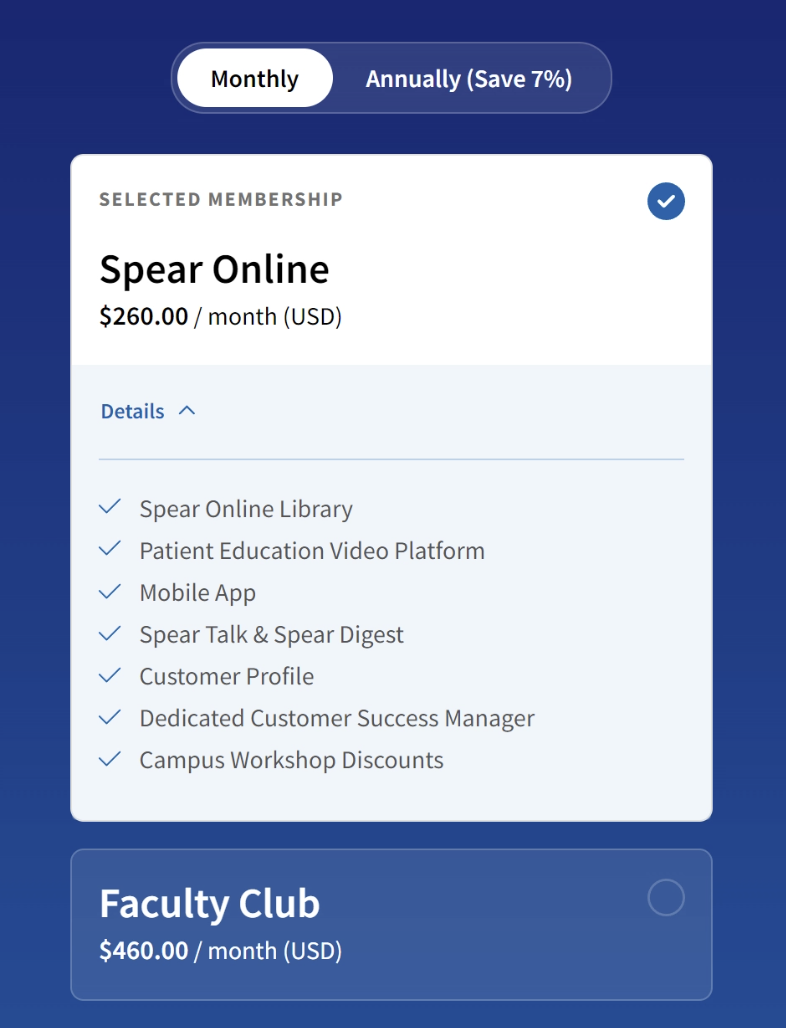 Monthly
Annually (Save 7%)
SELECTED MEMBERSHIP
Spear Online
$260.00 / month (USD)
Details
Spear Online Library
Patient Education Video Platform
Mobile App
Spear Talk & Spear Digest
Customer Profile
Dedicated Customer Success Manager
Campus Workshop Discounts
Faculty Club
$460.00 / month (USD)